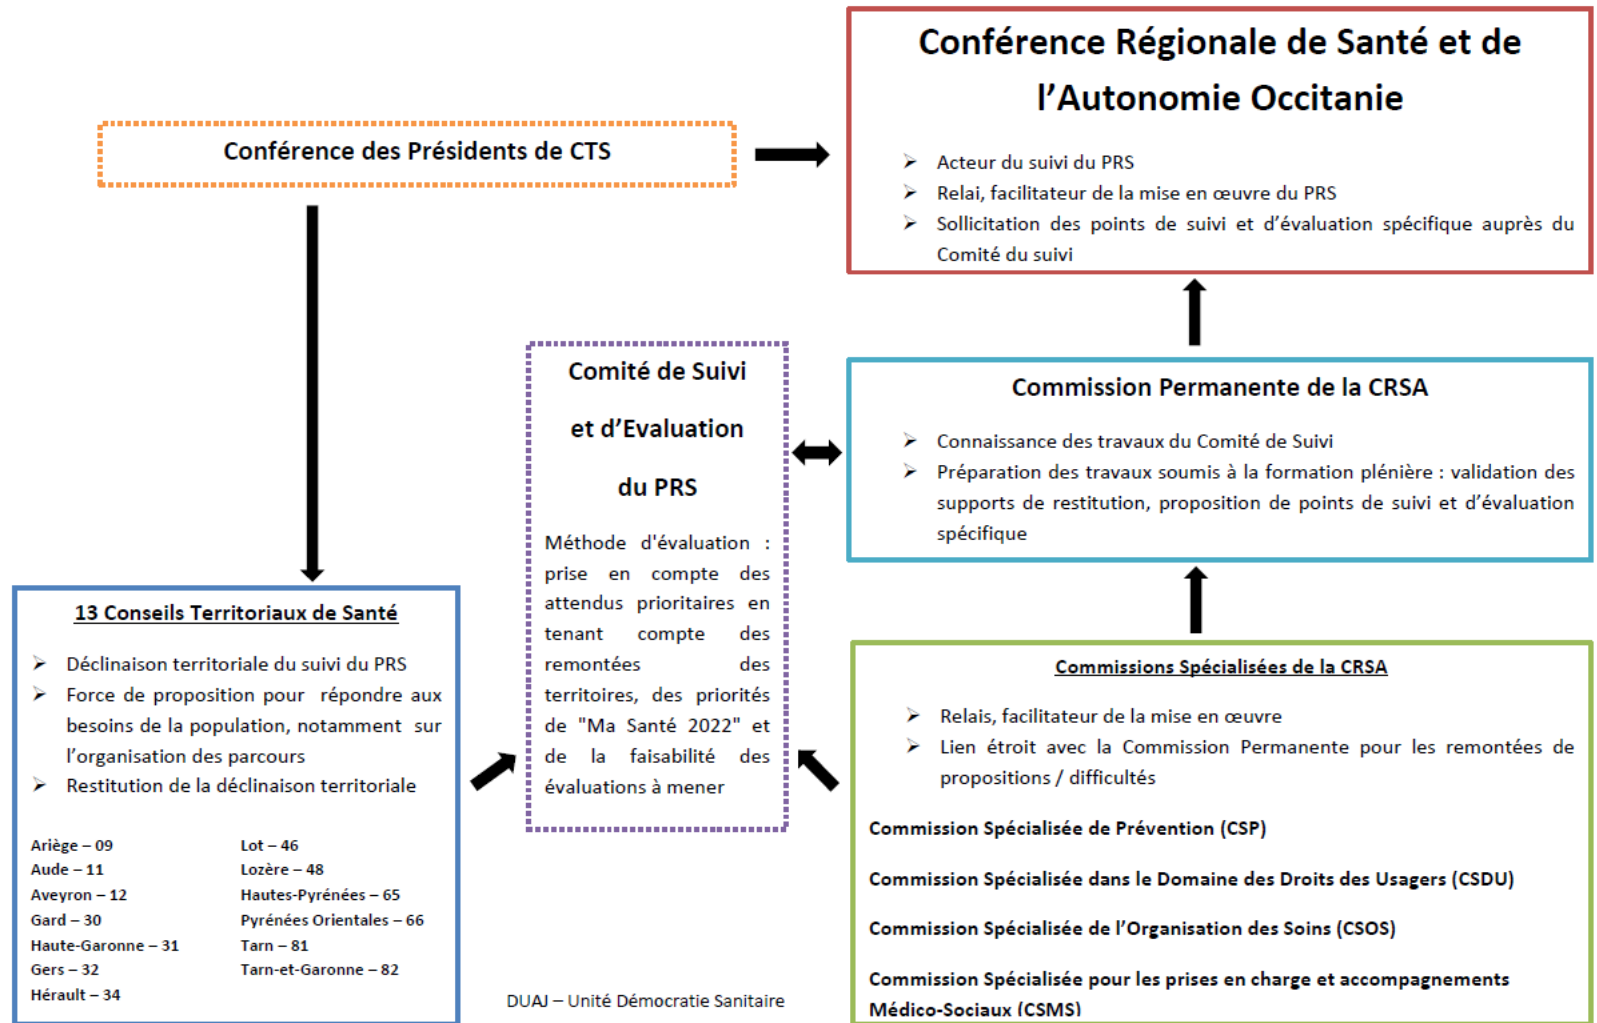 Conférence Régionale de Santé et de
l’Autonomie Occitanie
➢ Acteur du suivi du PRS
➢ Relai, facilitateur de la mise en œuvre du PRS
➢ Sollicitation des points de suivi et d’évaluation spécifique auprès du
Comité du suivi
Conférence des Présidents de CTS
Comité de Suivi
et d’Evaluation
du PRS
Méthode d'évaluation :
prise en compte des
attendus prioritaires en
tenant compte des
remontées des
territoires, des priorités
de "Ma Santé 2022" et
de la faisabilité des
évaluations à mener
Commission Permanente de la CRSA
➢ Connaissance des travaux du Comité de Suivi
➢ Préparation des travaux soumis à la formation plénière : validation des
supports de restitution, proposition de points de suivi et d’évaluation
spécifique
13 Conseils Territoriaux de Santé
➢ Déclinaison territoriale du suivi du PRS
➢ Force de proposition pour répondre aux
besoins de la population, notamment sur
l’organisation des parcours
➢ Restitution de la déclinaison territoriale
Ariège – 09
Aude – 11
Aveyron – 12
Gard – 30
Haute-Garonne – 31
Gers – 32
Hérault – 34
Lot – 46
Lozère – 48
Hautes-Pyrénées – 65
Pyrénées Orientales – 66
Tarn – 81
Tarn-et-Garonne – 82
Commissions Spécialisées de la CRSA
➢ Relais, facilitateur de la mise en œuvre
➢ Lien étroit avec la Commission Permanente pour les remontées de
propositions / difficultés
Commission Spécialisée de Prévention (CSP)
Commission Spécialisée dans le Domaine des Droits des Usagers (CSDU)
Commission Spécialisée de l’Organisation des Soins (CSOS)
Commission Spécialisée pour les prises en charge et accompagnements
Médico-Sociaux (CSMS)
DUAJ – Unité Démocratie Sanitaire